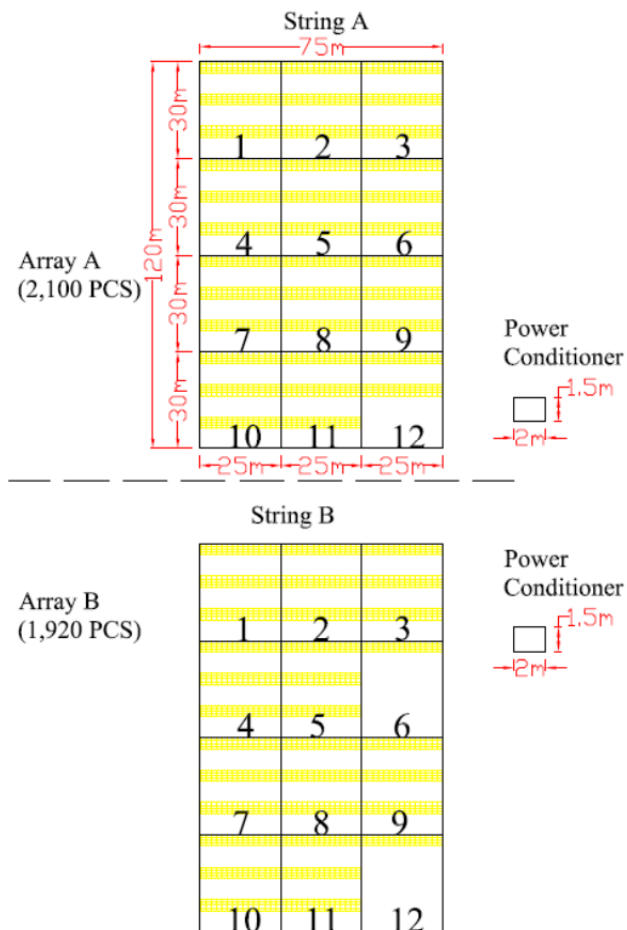 String A
75m
30m
1 2 3
30m
120m
4 5 6
Array A
(2,100 PCS)
30m
7 8 9
Power
Conditioner
1.5m
2m
30m
10 11 12
25m 25m 25m
String B
Array B
(1,920 PCS)
Power
Conditioner
1.5m
2m
1 2 3
4 5 6
7 8 9
10 11 12